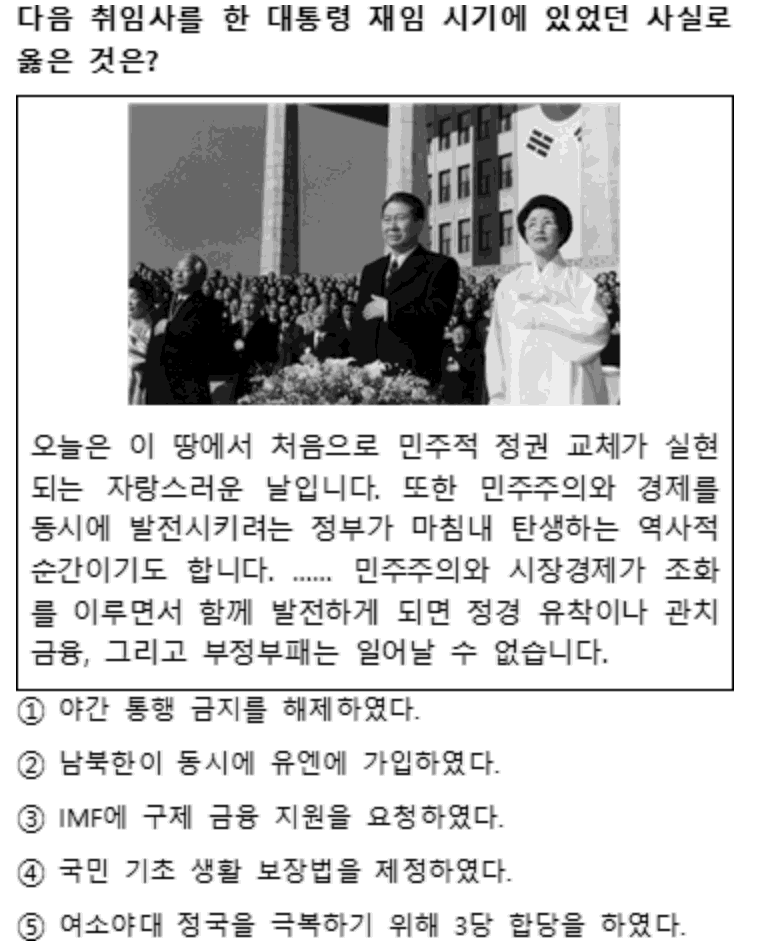 다음 취임사를 한 대통령 재임 시기에 있었던 사실로
옳은 것은?
오늘은 이 땅에서 처음으로 민주적 정권 교체가 실현
되는 자랑스러운 날입니다. 또한 민주주의와 경제를
동시에 발전시키려는 정부가 마침내 탄생하는 역사적
순간이기도 합니다. …… 민주주의와 시장경제가 조화
를 이루면서 함께 발전하게 되면 정경 유착이나 관치
금융, 그리고 부정부패는 일어날 수 없습니다.
① 야간 통행 금지를 해제하였다.
② 남북한이 동시에 유엔에 가입하였다.
③ IMF에 구제 금융 지원을 요청하였다.
④ 국민 기초 생활 보장법을 제정하였다.
⑤ 여소야대 정국을 극복하기 위해 3당 합당을 하였다.